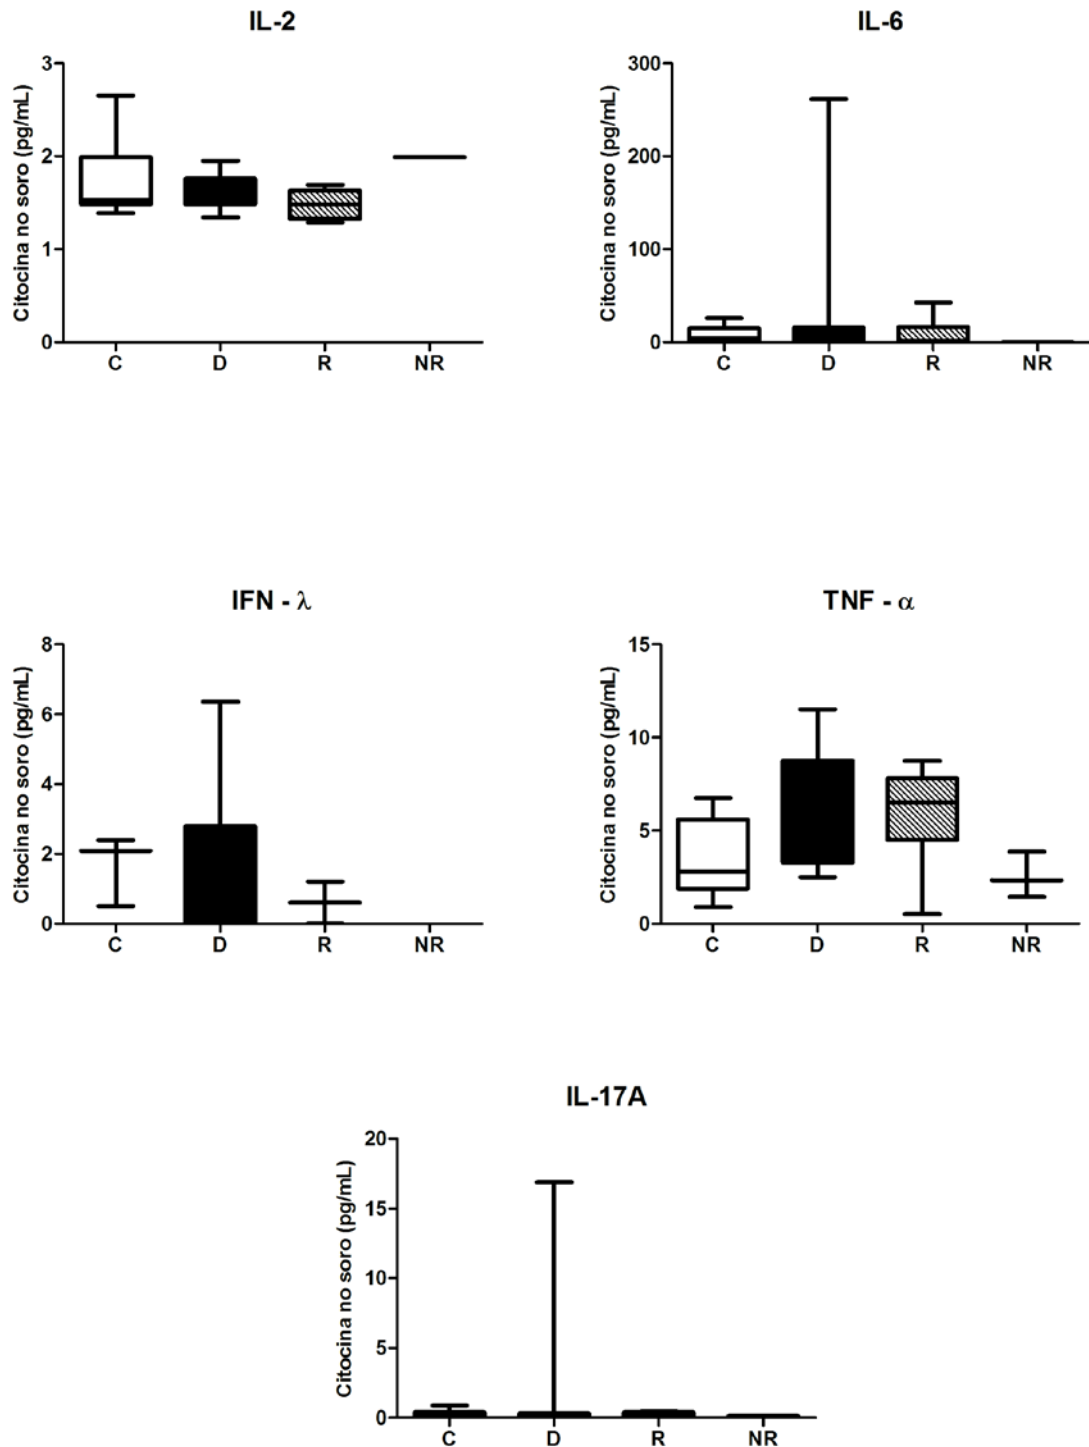 IL-2
Citocina no soro (pg/mL)
3
2
1
0
C D R NR
IL-6
Citocina no soro (pg/mL)
300
200
100
0
C D R NR
IFN - λ
Citocina no soro (pg/mL)
8
6
4
2
0
C D R NR
TNF - α
Citocina no soro (pg/mL)
15
10
5
0
C D R NR
IL-17A
Citocina no soro (pg/mL)
20
15
10
5
0
C D R NR